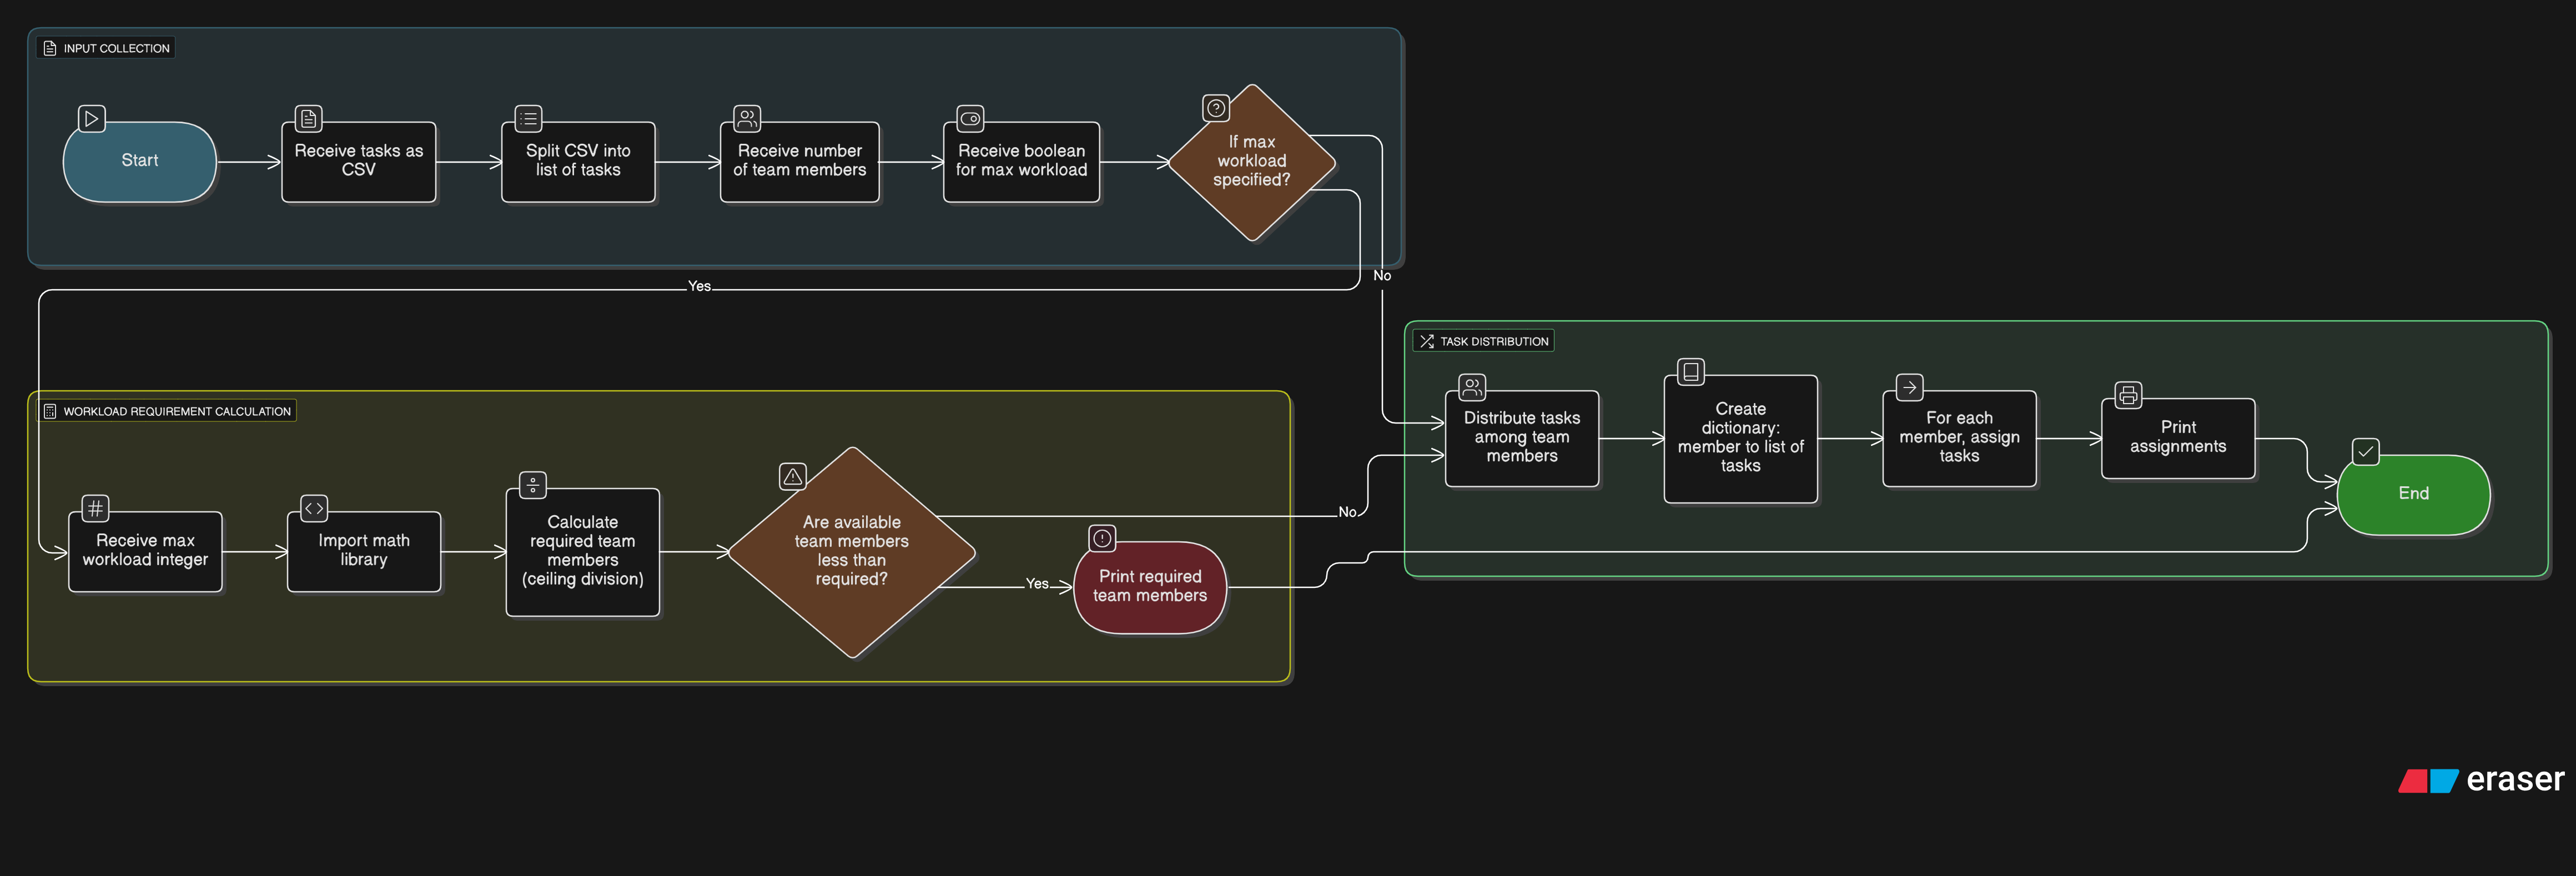 INPUT COLLECTION
Start
Receive tasks as
CSV
Split CSV into
list of tasks
Receive number
of team members
Receive boolean
for max workload
If max
workload
specified?
No
Yes
WORKLOAD REQUIREMENT CALCULATION
Receive max
workload integer
Import math
library
Calculate
required team
members
(ceiling division)
Are available
team members
less than
required?
No
Yes
Print required
team members
TASK DISTRIBUTION
Distribute tasks
among team
members
Create
dictionary:
member to list of
tasks
For each
member, assign
tasks
Print
assignments
End
eraser